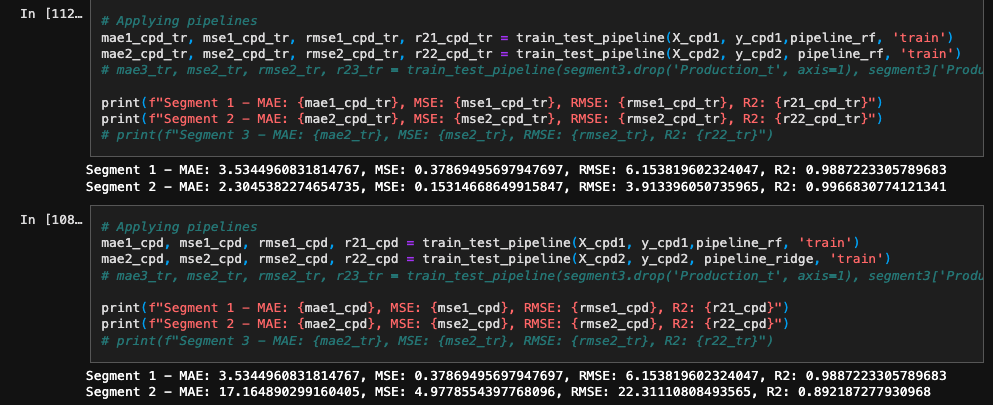 In [112…
# Applying pipelines
mae1_cpd_tr, mse1_cpd_tr, rmse1_cpd_tr, r21_cpd_tr = train_test_pipeline(X_cpd1, y_cpd1,pipeline_rf, 'train')
mae2_cpd_tr, mse2_cpd_tr, rmse2_cpd_tr, r22_cpd_tr = train_test_pipeline(X_cpd2, y_cpd2, pipeline_rf, 'train')
# mae3_tr, mse2_tr, rmse2_tr, r23_tr = train_test_pipeline(segment3.drop('Production_t', axis=1), segment3['Produ
print(f"Segment 1 - MAE: {mae1_cpd_tr}, MSE: {mse1_cpd_tr}, RMSE: {rmse1_cpd_tr}, R2: {r21_cpd_tr}")
print(f"Segment 2 - MAE: {mae2_cpd_tr}, MSE: {mse2_cpd_tr}, RMSE: {rmse2_cpd_tr}, R2: {r22_cpd_tr}")
# print(f"Segment 3 - MAE: {mae2_tr}, MSE: {mse2_tr}, RMSE: {rmse2_tr}, R2: {r22_tr}")
Segment 1 - MAE: 3.5344960831814767, MSE: 0.37869495697947697, RMSE: 6.153819602324047, R2: 0.9887223305789683
Segment 2 - MAE: 2.3045382274654735, MSE: 0.15314668649915847, RMSE: 3.913396050735965, R2: 0.9966830774121341
In [108…
# Applying pipelines
mae1_cpd, mse1_cpd, rmse1_cpd, r21_cpd = train_test_pipeline(X_cpd1, y_cpd1,pipeline_rf, 'train')
mae2_cpd, mse2_cpd, rmse2_cpd, r22_cpd = train_test_pipeline(X_cpd2, y_cpd2, pipeline_ridge, 'train')
# mae3_tr, mse2_tr, rmse2_tr, r23_tr = train_test_pipeline(segment3.drop('Production_t', axis=1), segment3['Produ
print(f"Segment 1 - MAE: {mae1_cpd}, MSE: {mse1_cpd}, RMSE: {rmse1_cpd}, R2: {r21_cpd}")
print(f"Segment 2 - MAE: {mae2_cpd}, MSE: {mse2_cpd}, RMSE: {rmse2_cpd}, R2: {r22_cpd}")
# print(f"Segment 3 - MAE: {mae2_tr}, MSE: {mse2_tr}, RMSE: {rmse2_tr}, R2: {r22_tr}")
Segment 1 - MAE: 3.5344960831814767, MSE: 0.37869495697947697, RMSE: 6.153819602324047, R2: 0.9887223305789683
Segment 2 - MAE: 17.164890299160405, MSE: 4.9778554397768096, RMSE: 22.31110808493565, R2: 0.892187277930968